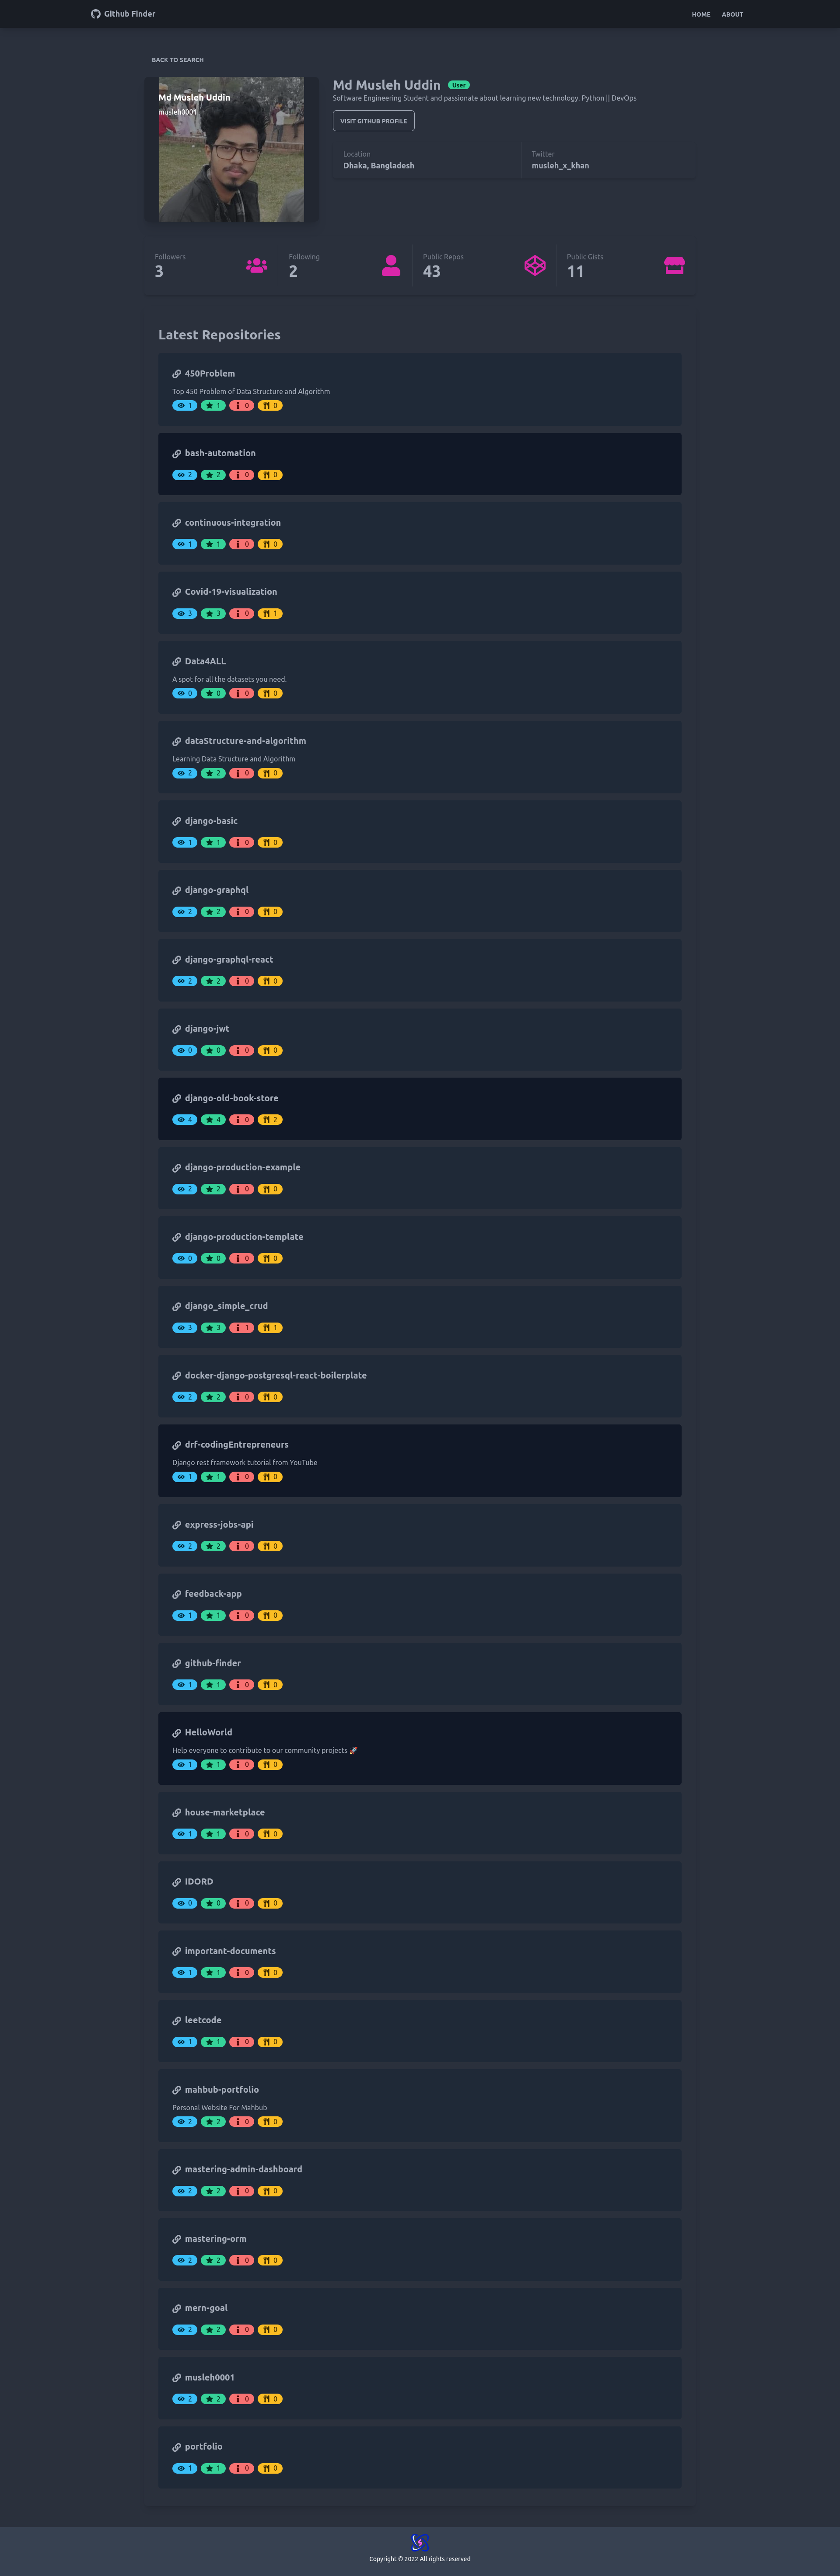 Github Finder
HOME ABOUT
BACK TO SEARCH
Md Musleh Uddin
musleh0001
Md Musleh Uddin User
Software Engineering Student and passionate about learning new technology. Python || DevOps
VISIT GITHUB PROFILE
Location
Dhaka, Bangladesh
Twitter
musleh_x_khan
Followers
3
Following
2
Public Repos
43
Public Gists
11
Latest Repositories
450Problem
Top 450 Problem of Data Structure and Algorithm
1 1 0 0
bash-automation
2 2 0 0
continuous-integration
1 1 0 0
Covid-19-visualization
3 3 0 1
Data4ALL
A spot for all the datasets you need.
0 0 0 0
dataStructure-and-algorithm
Learning Data Structure and Algorithm
2 2 0 0
django-basic
1 1 0 0
django-graphql
2 2 0 0
django-graphql-react
2 2 0 0
django-jwt
0 0 0 0
django-old-book-store
4 4 0 2
django-production-example
2 2 0 0
django-production-template
0 0 0 0
django_simple_crud
3 3 1 1
docker-django-postgresql-react-boilerplate
2 2 0 0
drf-codingEntrepreneurs
Django rest framework tutorial from YouTube
1 1 0 0
express-jobs-api
2 2 0 0
feedback-app
1 1 0 0
github-finder
1 1 0 0
HelloWorld
Help everyone to contribute to our community projects 🚀
1 1 0 0
house-marketplace
1 1 0 0
IDORD
0 0 0 0
important-documents
1 1 0 0
leetcode
1 1 0 0
mahbub-portfolio
Personal Website For Mahbub
2 2 0 0
mastering-admin-dashboard
2 2 0 0
mastering-orm
2 2 0 0
mern-goal
2 2 0 0
musleh0001
2 2 0 0
portfolio
1 1 0 0
Copyright © 2022 All rights reserved